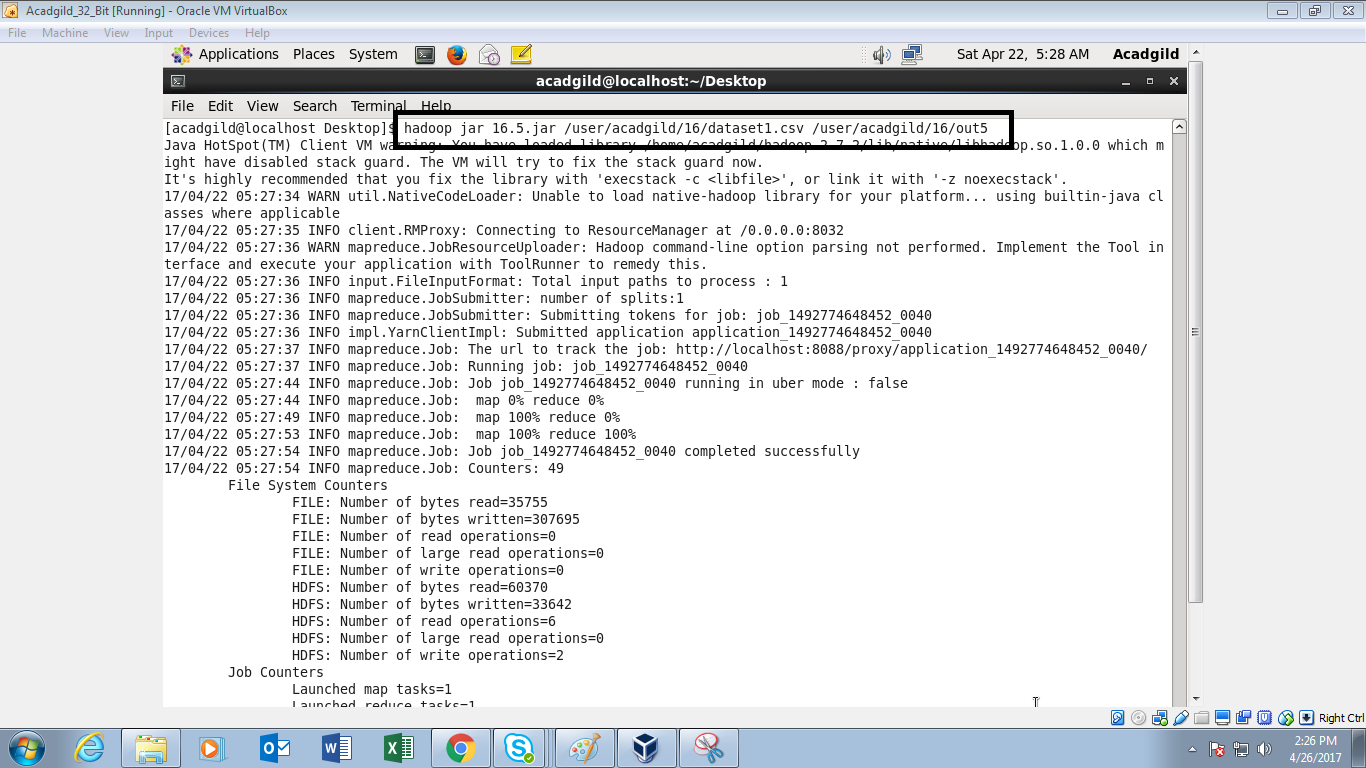 Acadgild_32_Bit [Running] - Oracle VM VirtualBox
File Machine View Input Devices Help
Applications Places System Sat Apr 22, 5:28 AM Acadgild
acadgild@localhost:~/Desktop
File Edit View Search Terminal Help
[acadgild@localhost Desktop]$ hadoop jar 16.5.jar /user/acadgild/16/dataset1.csv /user/acadgild/16/out5
Java HotSpot(TM) Client VM warning: You have loaded library /home/acadgild/hadoop-2.7.2/lib/native/libhadoop.so.1.0.0 which m
ight have disabled stack guard. The VM will try to fix the stack guard now.
It's highly recommended that you fix the library with 'execstack -c <libfile>', or link it with '-z noexecstack'.
17/04/22 05:27:34 WARN util.NativeCodeLoader: Unable to load native-hadoop library for your platform... using builtin-java cl
asses where applicable
17/04/22 05:27:35 INFO client.RMProxy: Connecting to ResourceManager at /0.0.0.0:8032
17/04/22 05:27:36 WARN mapreduce.JobResourceUploader: Hadoop command-line option parsing not performed. Implement the Tool in
terface and execute your application with ToolRunner to remedy this.
17/04/22 05:27:36 INFO input.FileInputFormat: Total input paths to process : 1
17/04/22 05:27:36 INFO mapreduce.JobSubmitter: number of splits:1
17/04/22 05:27:36 INFO mapreduce.JobSubmitter: Submitting tokens for job: job_1492774648452_0040
17/04/22 05:27:36 INFO impl.YarnClientImpl: Submitted application application_1492774648452_0040
17/04/22 05:27:37 INFO mapreduce.Job: The url to track the job: http://localhost:8088/proxy/application_1492774648452_0040/
17/04/22 05:27:37 INFO mapreduce.Job: Running job: job_1492774648452_0040
17/04/22 05:27:44 INFO mapreduce.Job: Job job_1492774648452_0040 running in uber mode : false
17/04/22 05:27:44 INFO mapreduce.Job:  map 0% reduce 0%
17/04/22 05:27:49 INFO mapreduce.Job:  map 100% reduce 0%
17/04/22 05:27:53 INFO mapreduce.Job:  map 100% reduce 100%
17/04/22 05:27:54 INFO mapreduce.Job: Job job_1492774648452_0040 completed successfully
17/04/22 05:27:54 INFO mapreduce.Job: Counters: 49
File System Counters
FILE: Number of bytes read=35755
FILE: Number of bytes written=307695
FILE: Number of read operations=0
FILE: Number of large read operations=0
FILE: Number of write operations=0
HDFS: Number of bytes read=60370
HDFS: Number of bytes written=33642
HDFS: Number of read operations=6
HDFS: Number of large read operations=0
HDFS: Number of write operations=2
Job Counters
Launched map tasks=1
Launched reduce tasks=1
Right Ctrl
2:26 PM
4/26/2017